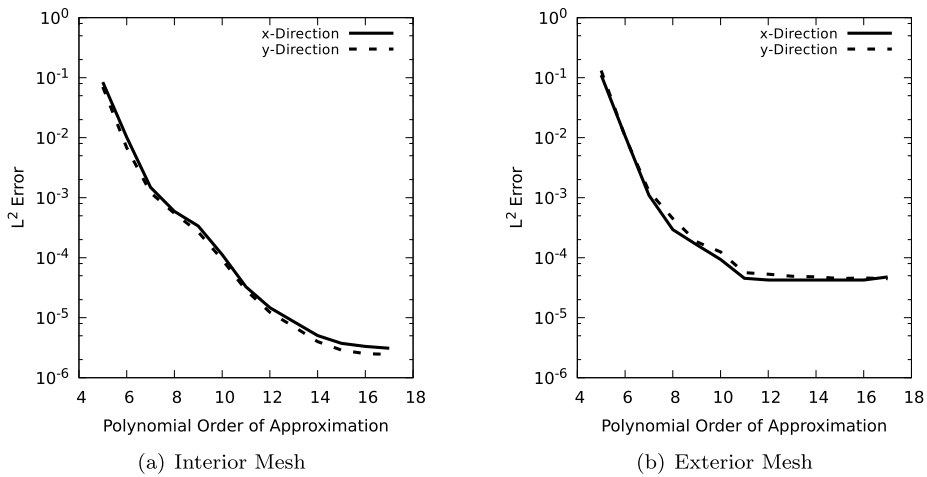 10^0
10^-1
10^-2
10^-3
10^-4
10^-5
10^-6
L^2 Error
x-Direction
y-Direction
4 6 8 10 12 14 16 18
Polynomial Order of Approximation
(a) Interior Mesh
10^0
10^-1
10^-2
10^-3
10^-4
10^-5
10^-6
L^2 Error
x-Direction
y-Direction
4 6 8 10 12 14 16 18
Polynomial Order of Approximation
(b) Exterior Mesh